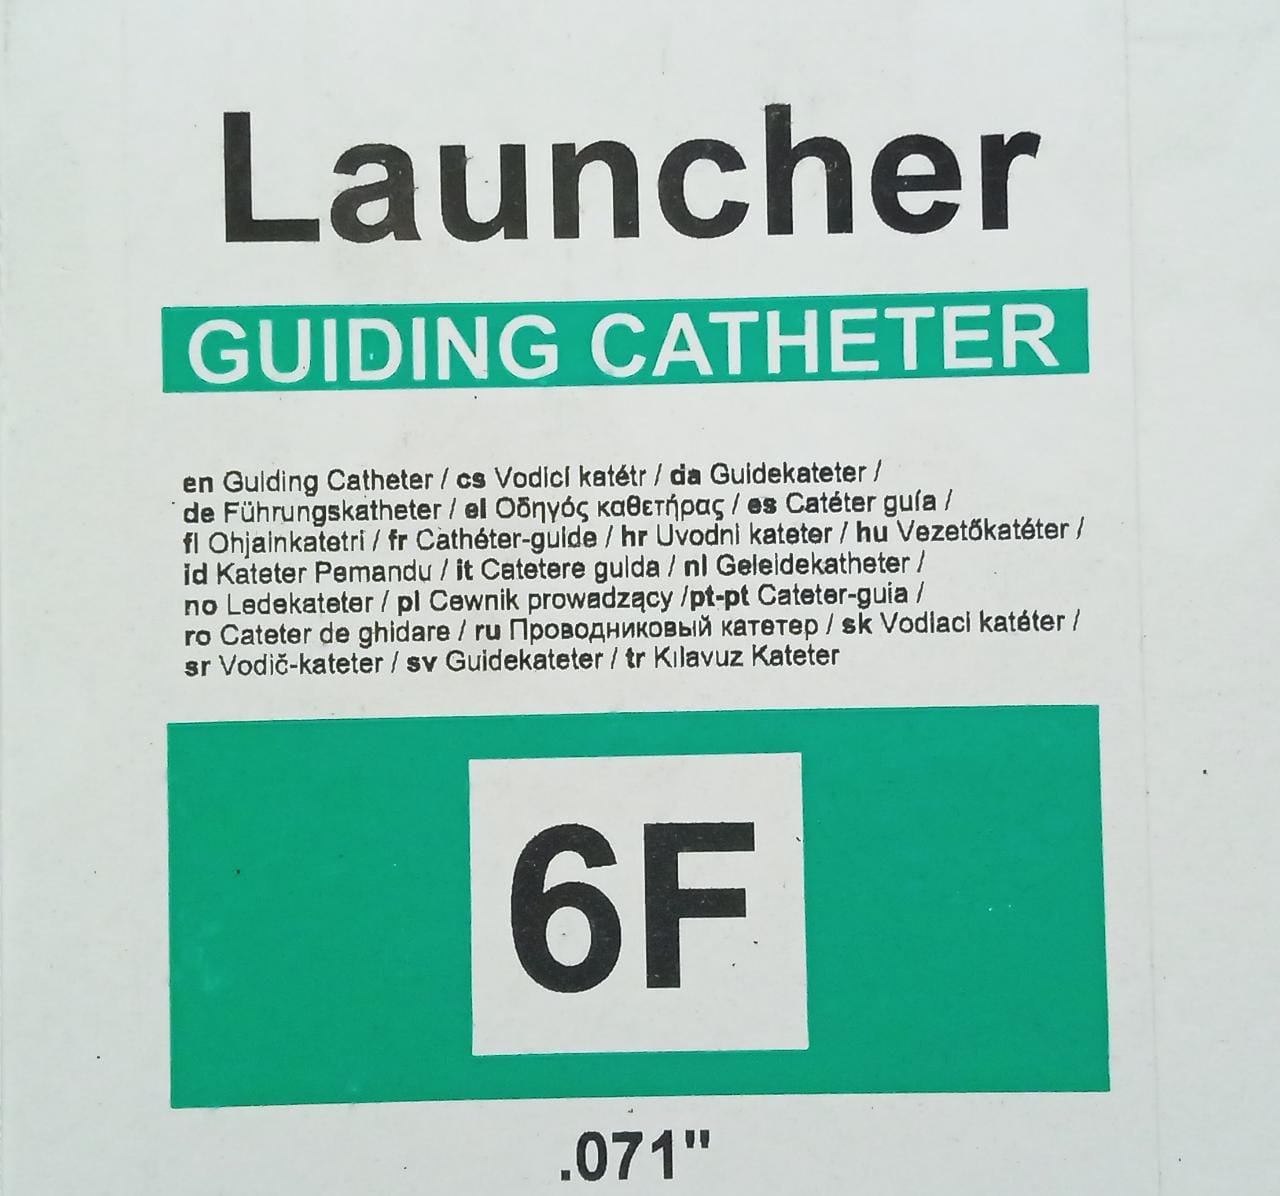 Launcher
GUIDING CATHETER
en Guiding Catheter / cs Vodicí katétr / da Guidekateter /
de Führungskatheter / el Οδηγός καθετήρας / es Catéter guía /
fi Ohjainkatetri / fr Cathéter-guide / hr Uvodni kateter / hu Vezetőkatéter /
id Kateter Pemandu / it Catetere guida / nl Geleidekatheter /
no Ledekateter / pl Cewnik prowadzący /pt-pt Cateter-guia /
ro Cateter de ghidare / ru Проводниковый катетер / sk Vodiaci katéter /
sr Vodič-kateter / sv Guidekateter / tr Kılavuz Kateter
6F
.071"